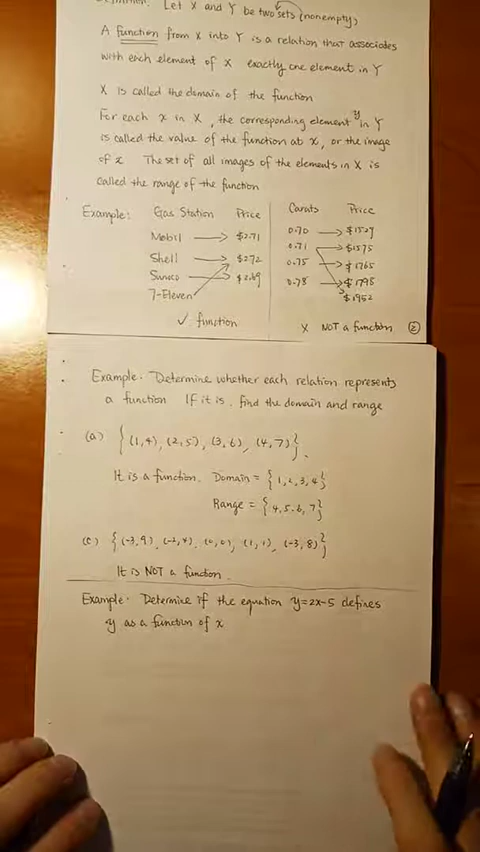 Definition: Let X and Y be two sets (nonempty)
A function from X into Y is a relation that associates
with each element of X exactly one element in Y
X is called the domain of the function
For each x in X, the corresponding element y in Y
is called the value of the function at x, or the image
of x The set of all images of the elements in X is
called the range of the function
Example: Gas Station Price Carats Price
Mobil $2.71 0.70 $1529
Shell $2.72 0.71 $1575
Sunoco $2.69 0.75 $1765
7-Eleven 0.78 $1798
$1952
✓ function X NOT a function ②
Example. Determine whether each relation represents
a function If it is, find the domain and range
(a) {(1,4), (2,5), (3,6), (4,7)}.
It is a function. Domain = {1,2,3,4}
Range = {4,5,6,7}
(c) {(-3,9), (-2,4), (0,0), (1,1), (-3,8)}
It is NOT a function.
Example. Determine if the equation y=2x-5 defines
y as a function of x